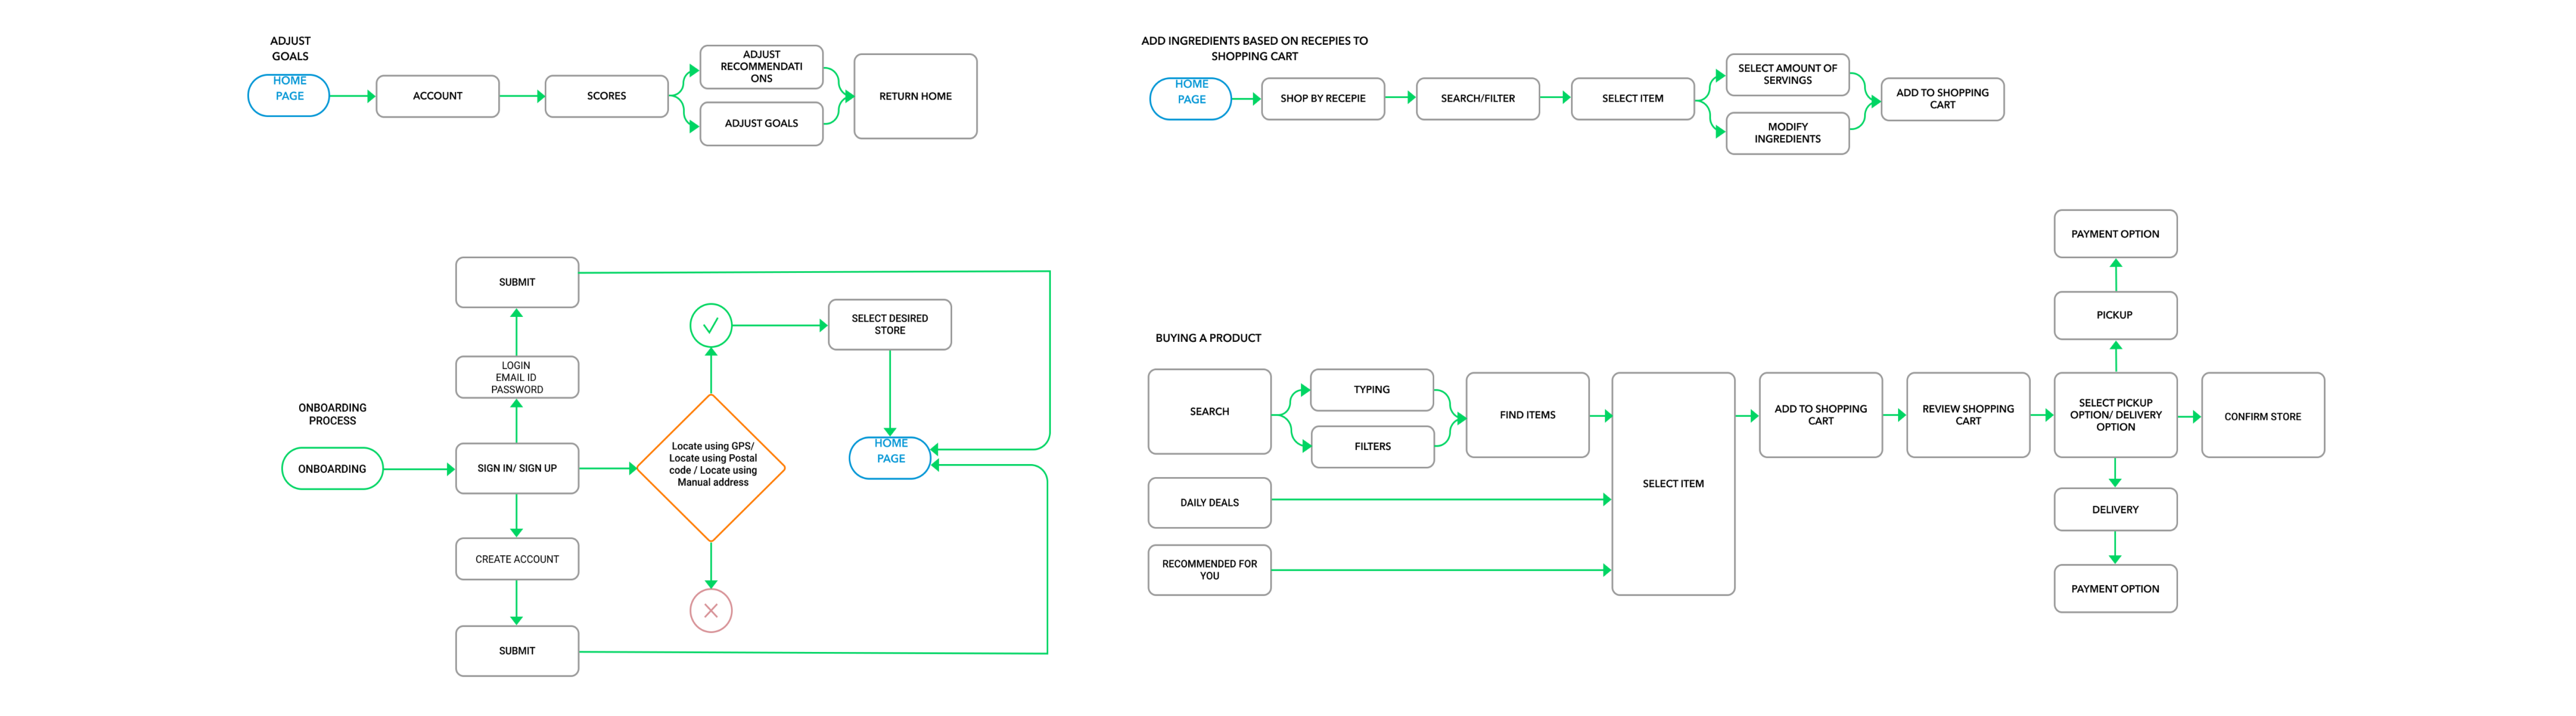 ADJUST
GOALS
HOME
PAGE
ACCOUNT
SCORES
ADJUST
RECOMMENDATI
ONS
ADJUST GOALS
RETURN HOME
ADD INGREDIENTS BASED ON RECEPIES TO
SHOPPING CART
HOME
PAGE
SHOP BY RECEPIE
SEARCH/FILTER
SELECT ITEM
SELECT AMOUNT OF
SERVINGS
MODIFY
INGREDIENTS
ADD TO SHOPPING
CART
ONBOARDING
PROCESS
ONBOARDING
SIGN IN/ SIGN UP
LOGIN
EMAIL ID
PASSWORD
SUBMIT
CREATE ACCOUNT
SUBMIT
Locate using GPS/
Locate using Postal
code / Locate using
Manual address
SELECT DESIRED
STORE
HOME
PAGE
BUYING A PRODUCT
SEARCH
TYPING
FILTERS
FIND ITEMS
DAILY DEALS
RECOMMENDED FOR
YOU
SELECT ITEM
ADD TO SHOPPING
CART
REVIEW SHOPPING
CART
SELECT PICKUP
OPTION/ DELIVERY
OPTION
PICKUP
PAYMENT OPTION
CONFIRM STORE
DELIVERY
PAYMENT OPTION